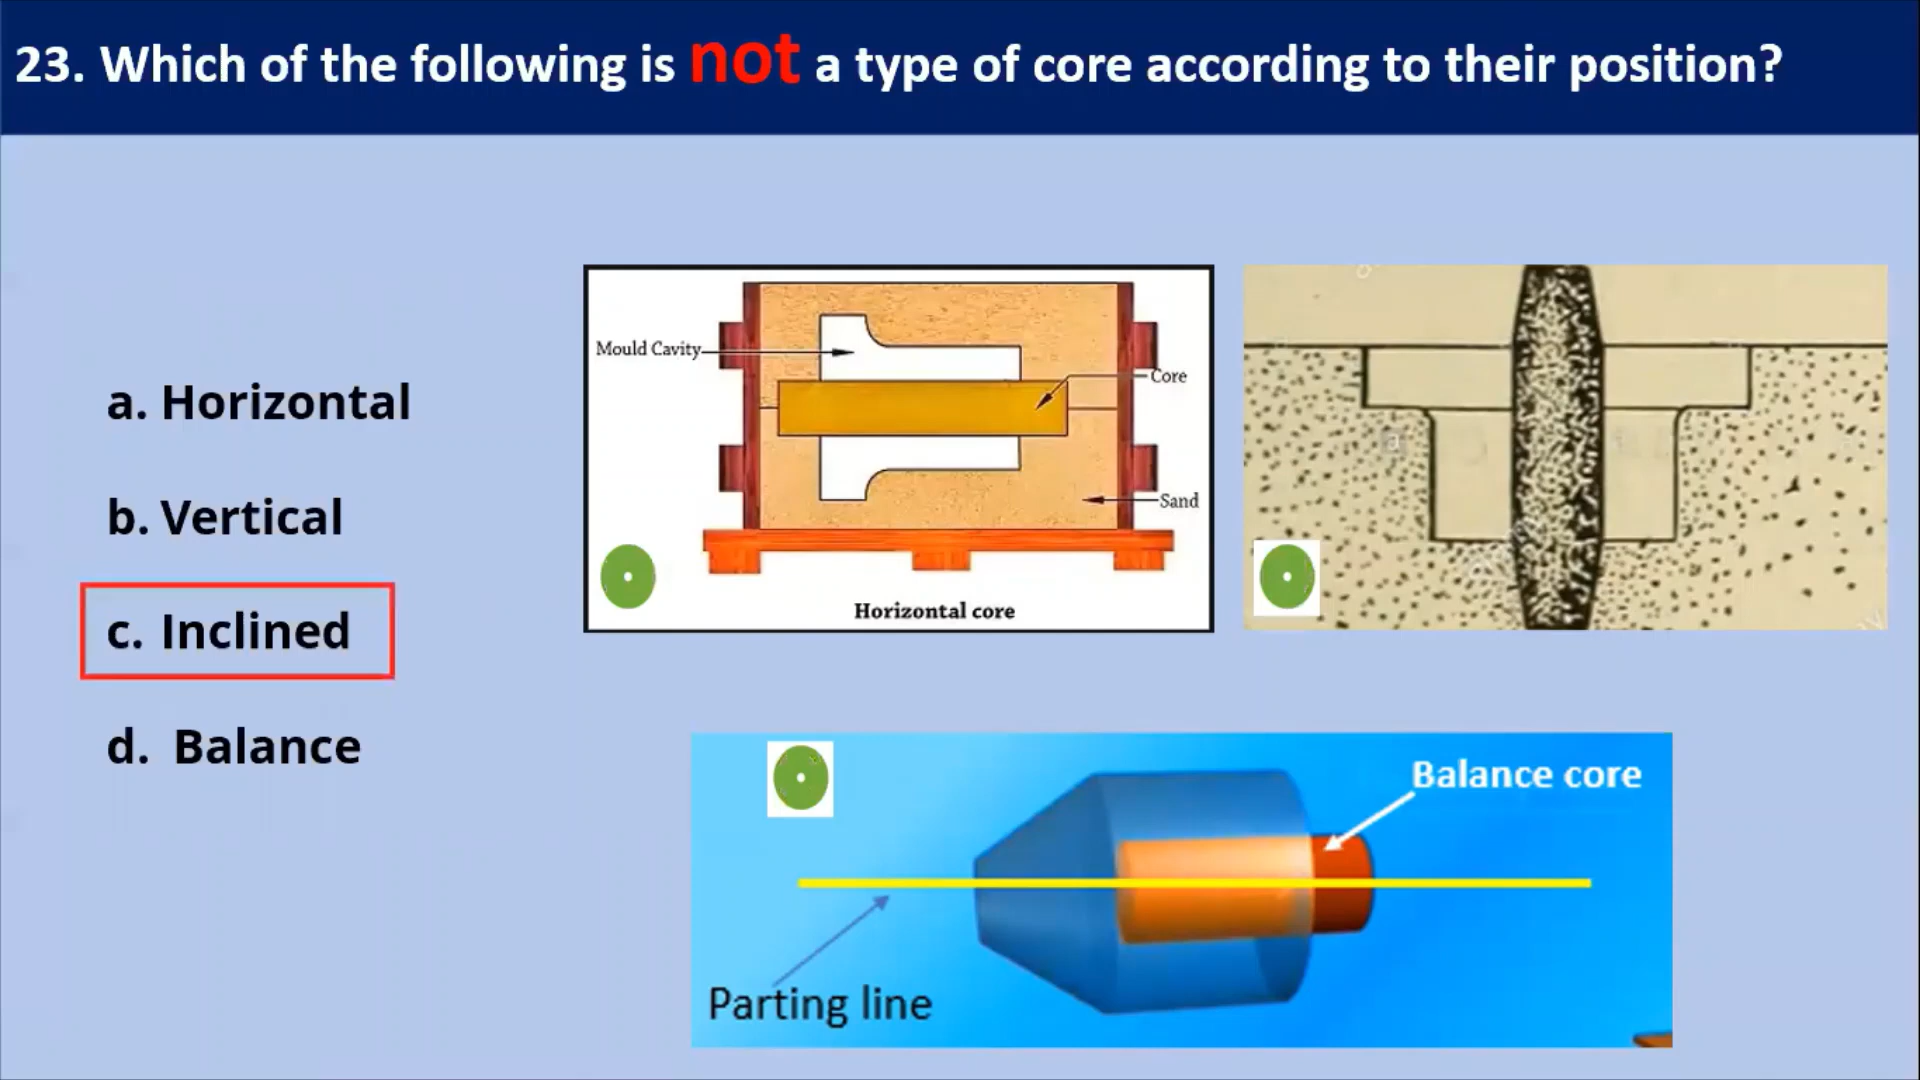 23. Which of the following is not a type of core according to their position?
a. Horizontal
b. Vertical
c. Inclined
d. Balance
Mould Cavity
Core
Sand
Horizontal core
Balance core
Parting line